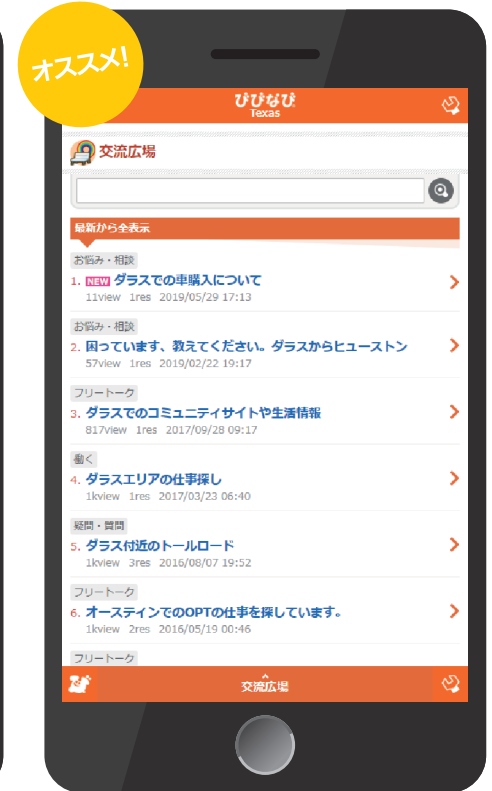 オススメ!
びびなび
Texas
交流広場
最新から全表示
お悩み・相談
1. NEW ダラスでの車購入について
11view 1res 2019/05/29 17:13
お悩み・相談
2. 困っています、教えてください。ダラスからヒューストン
57view 1res 2019/02/22 19:17
フリートーク
3. ダラスでのコミュニティサイトや生活情報
817view 1res 2017/09/28 09:17
働く
4. ダラスエリアの仕事探し
1kview 1res 2017/03/23 06:40
疑問・質問
5. ダラス付近のトールロード
1kview 3res 2016/08/07 19:52
フリートーク
6. オースティンでのOPTの仕事を探しています。
1kview 2res 2016/05/19 00:46
フリートーク
交流広場